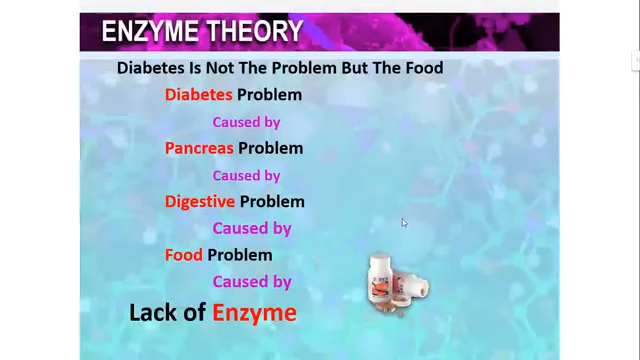 ENZYME THEORY
Diabetes Is Not The Problem But The Food
Diabetes Problem
Caused by
Pancreas Problem
Caused by
Digestive Problem
Caused by
Food Problem
Caused by
Lack of Enzyme